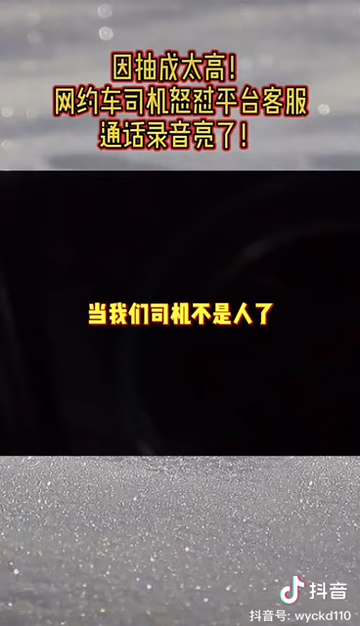 因抽成太高！
网约车司机怒怼平台客服
通话录音亮了！
当我们司机不是人了
抖音
抖音号: wyckd110